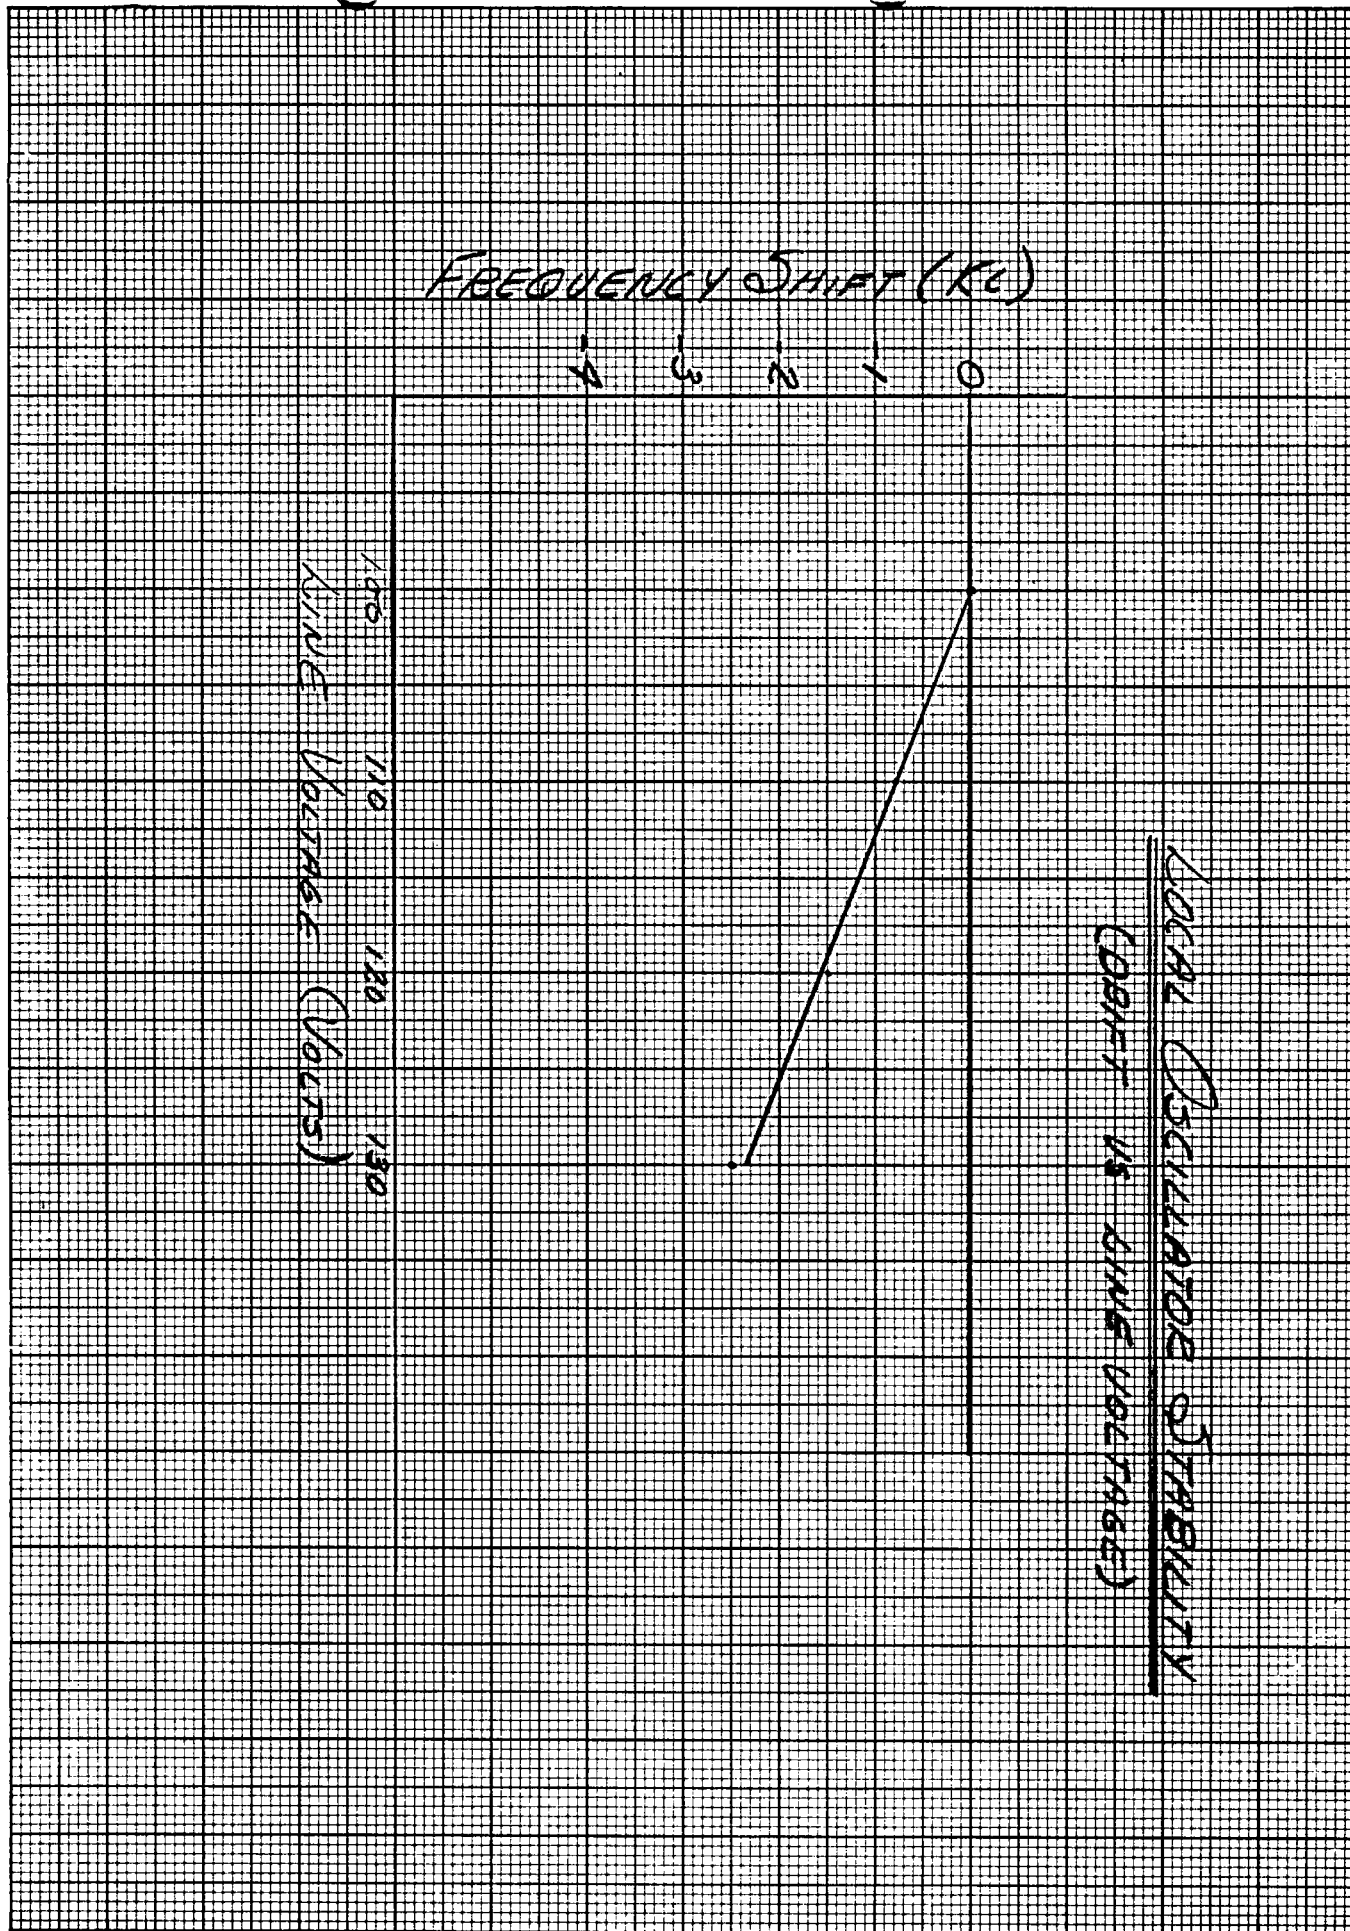 LOCAL OSCILLATOR STABILITY
(DRIFT VS LINE VOLTAGE)
FREQUENCY SHIFT (KC)
0
-1
-2
-3
-4
100 110 120 130
LINE VOLTAGE (VOLTS)